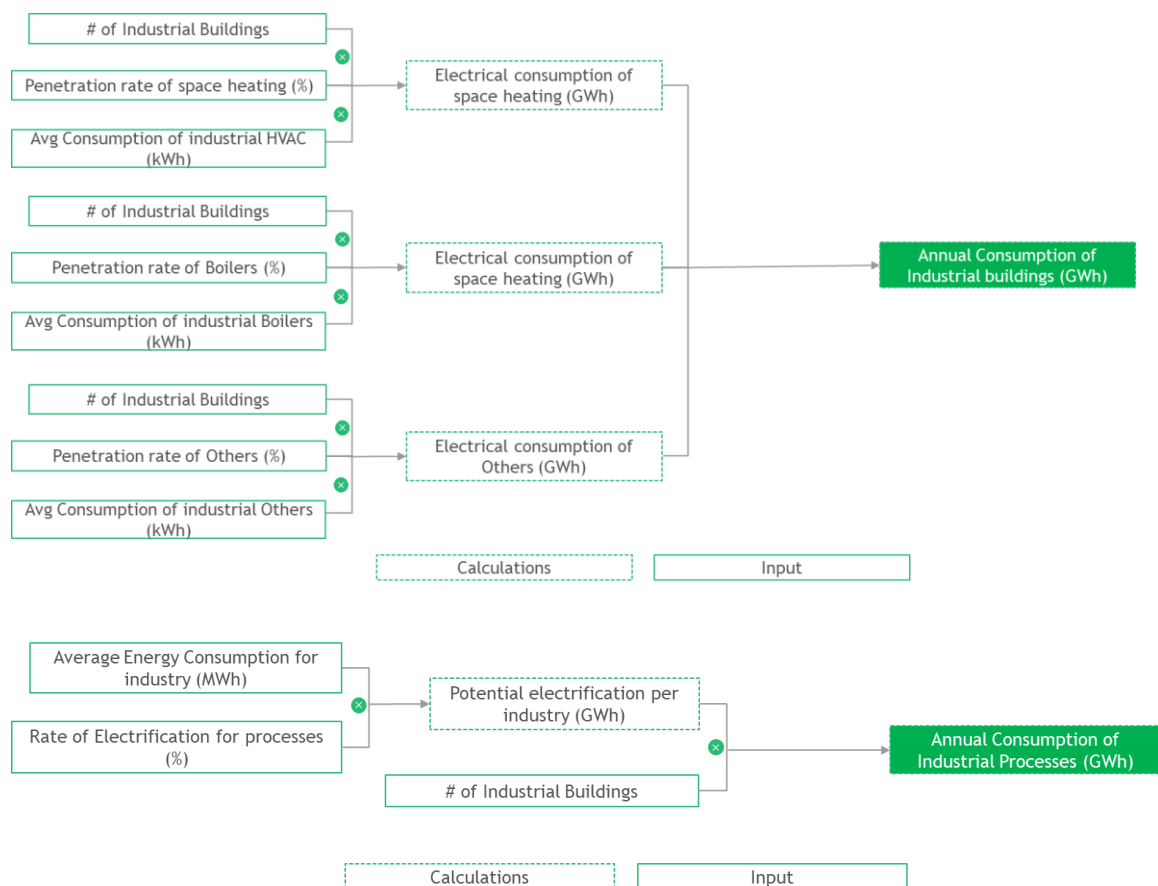 # of Industrial Buildings
Penetration rate of space heating (%)
Avg Consumption of industrial HVAC
(kWh)
Electrical consumption of
space heating (GWh)
# of Industrial Buildings
Penetration rate of Boilers (%)
Avg Consumption of industrial Boilers
(kWh)
Electrical consumption of
space heating (GWh)
Annual Consumption of
Industrial buildings (GWh)
# of Industrial Buildings
Penetration rate of Others (%)
Avg Consumption of industrial Others
(kWh)
Electrical consumption of
Others (GWh)
Calculations
Input
Average Energy Consumption for
industry (MWh)
Rate of Electrification for processes
(%)
Potential electrification per
industry (GWh)
# of Industrial Buildings
Annual Consumption of
Industrial Processes (GWh)
Calculations
Input